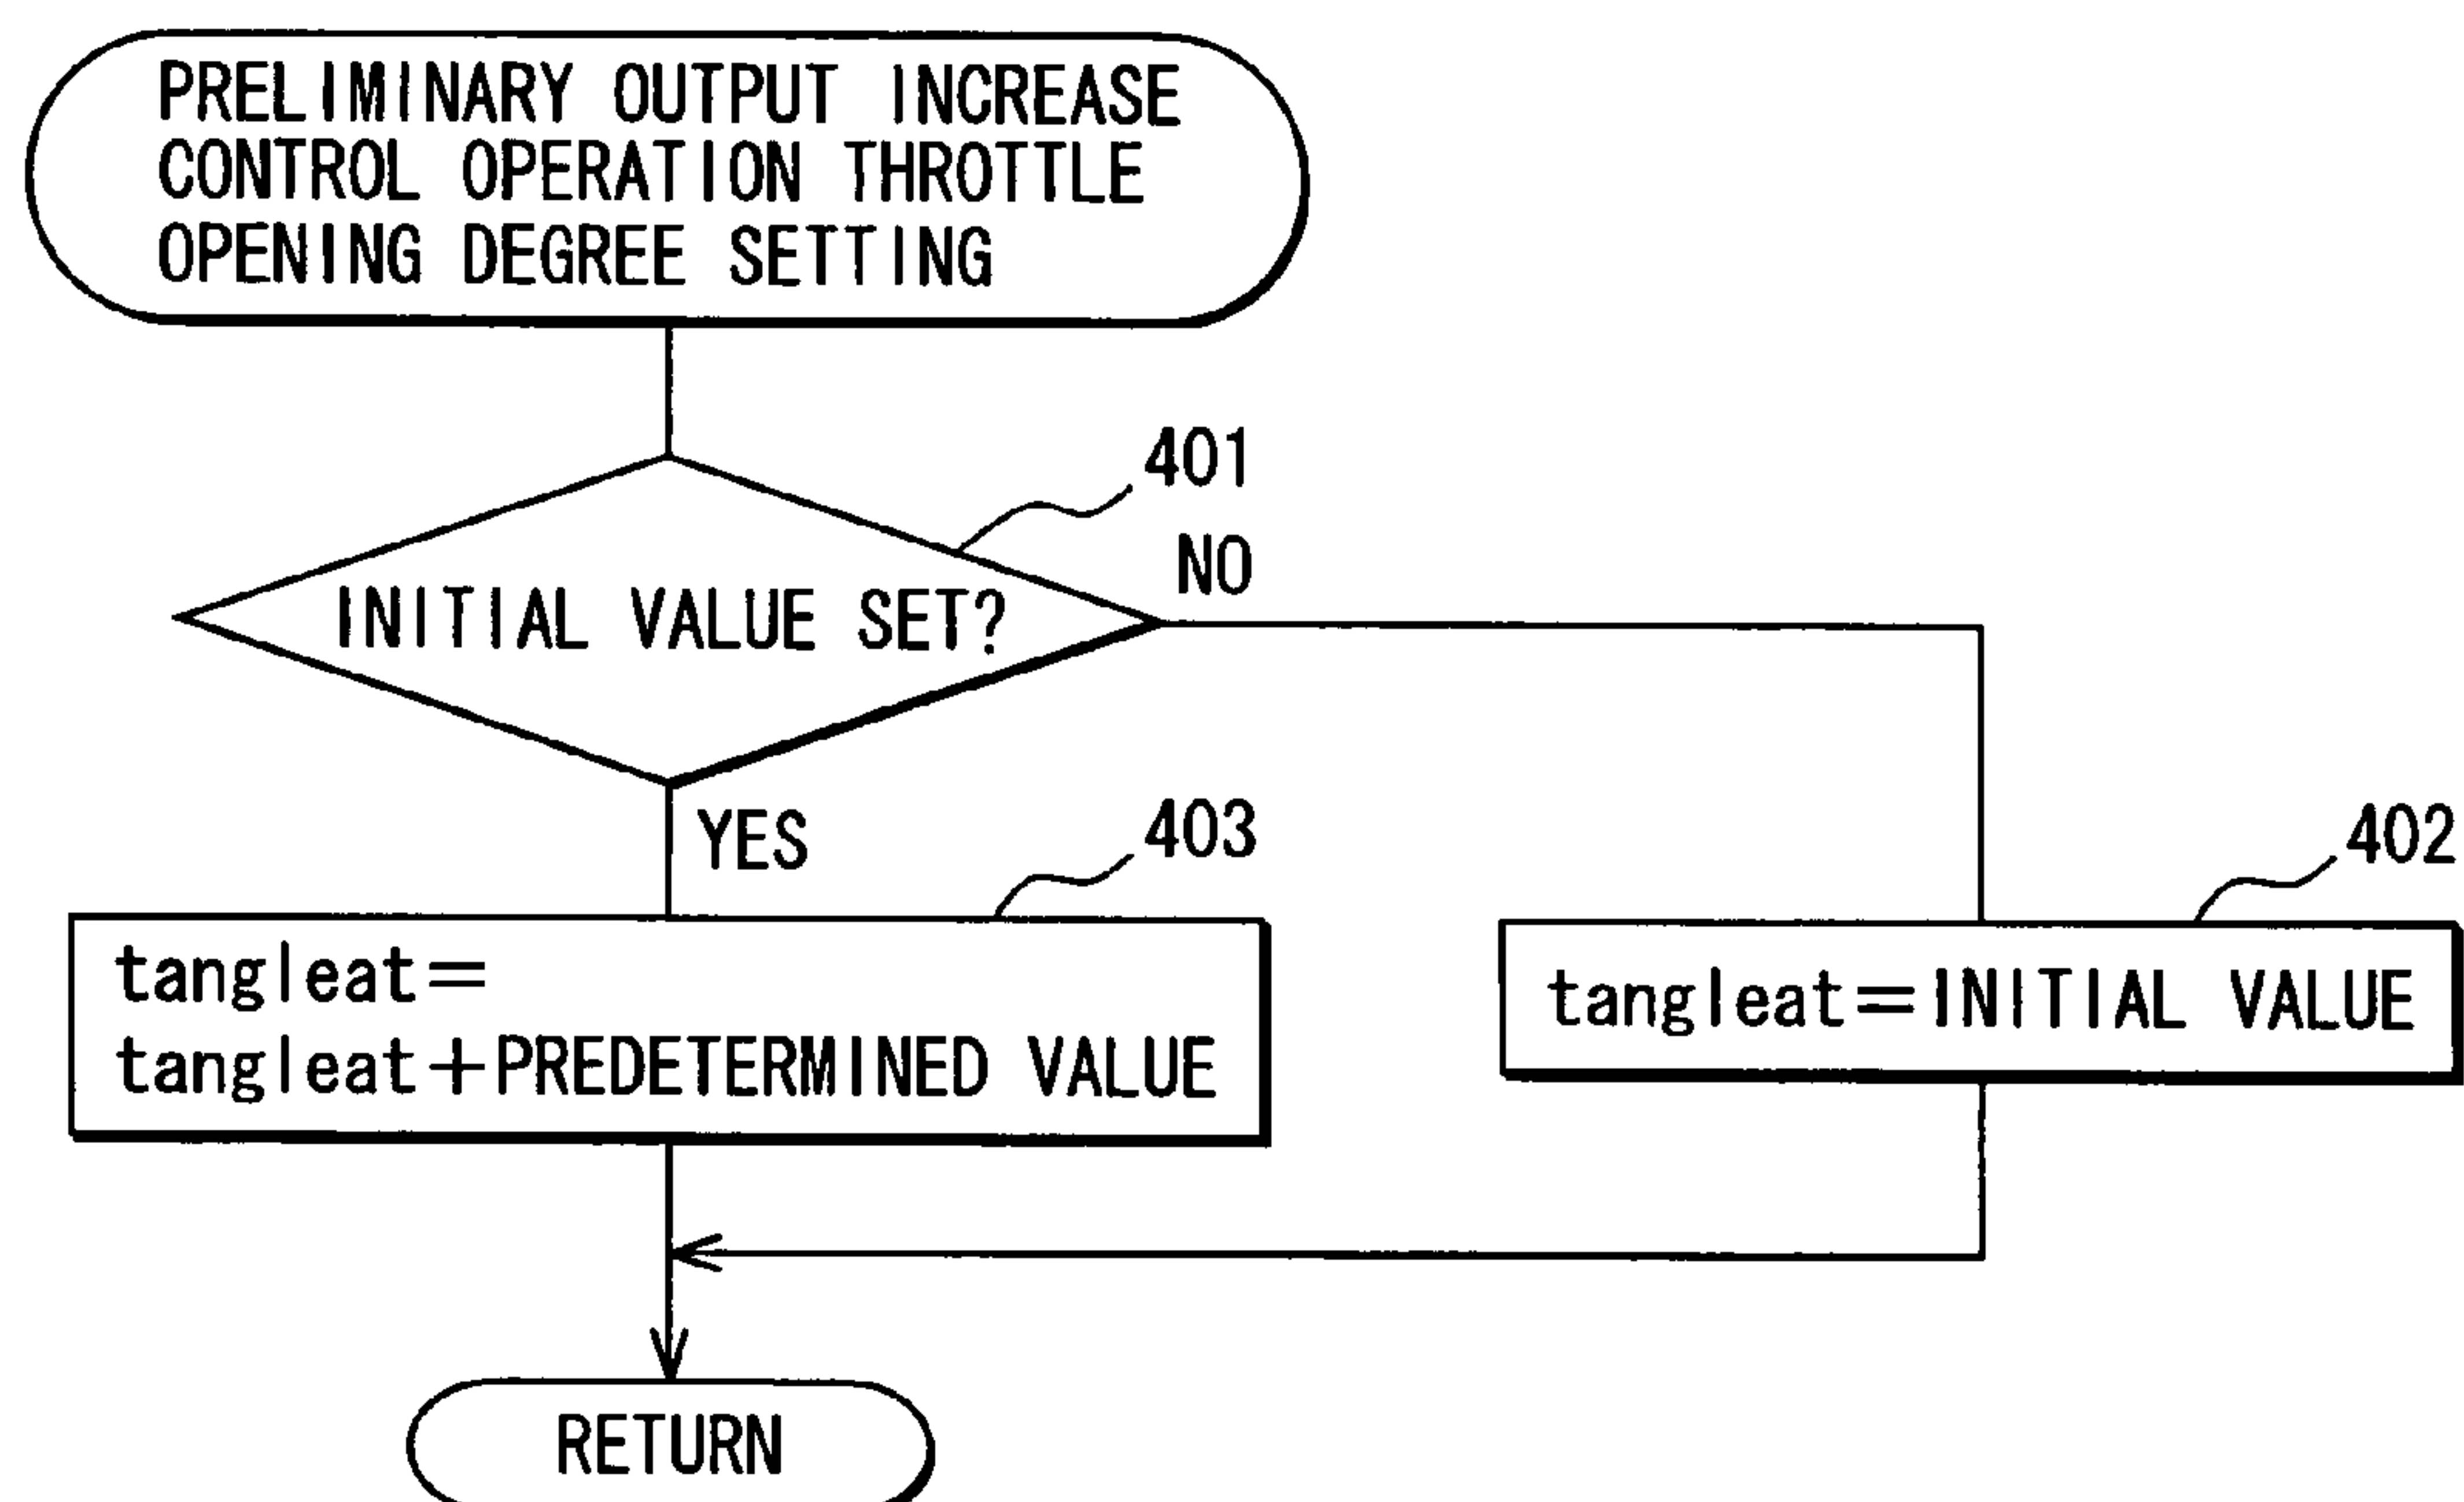 PRELIMINARY OUTPUT INCREASE
CONTROL OPERATION THROTTLE
OPENING DEGREE SETTING
401
NO
INITIAL VALUE SET?
YES
403
402
tangleat=
tangleat+PREDETERMINED VALUE
tangleat=INITIAL VALUE
RETURN